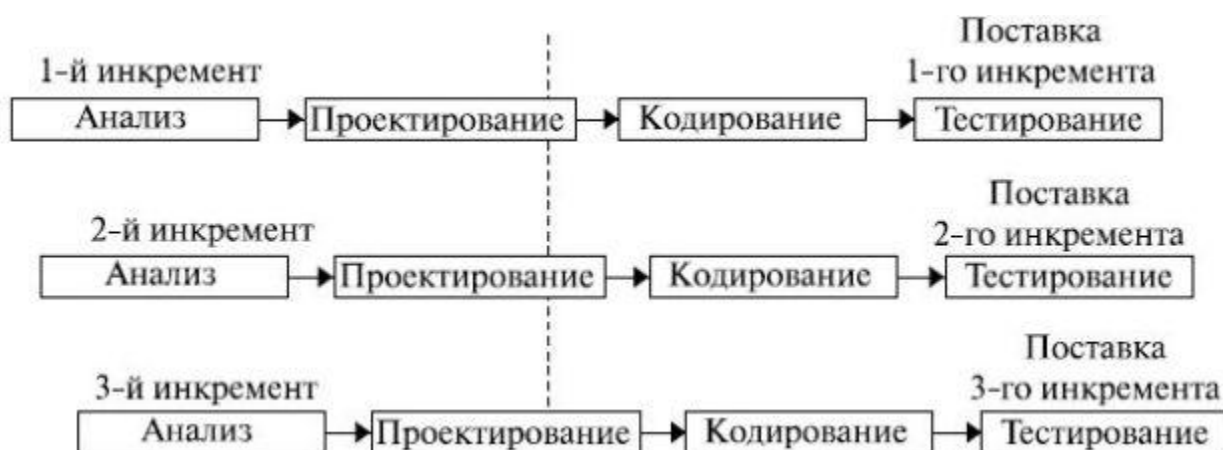 Поставка
1-й инкремент
1-го инкремента
Анализ
Проектирование
Кодирование
Тестирование
Поставка
2-й инкремент
2-го инкремента
Анализ
Проектирование
Кодирование
Тестирование
Поставка
3-й инкремент
3-го инкремента
Анализ
Проектирование
Кодирование
Тестирование